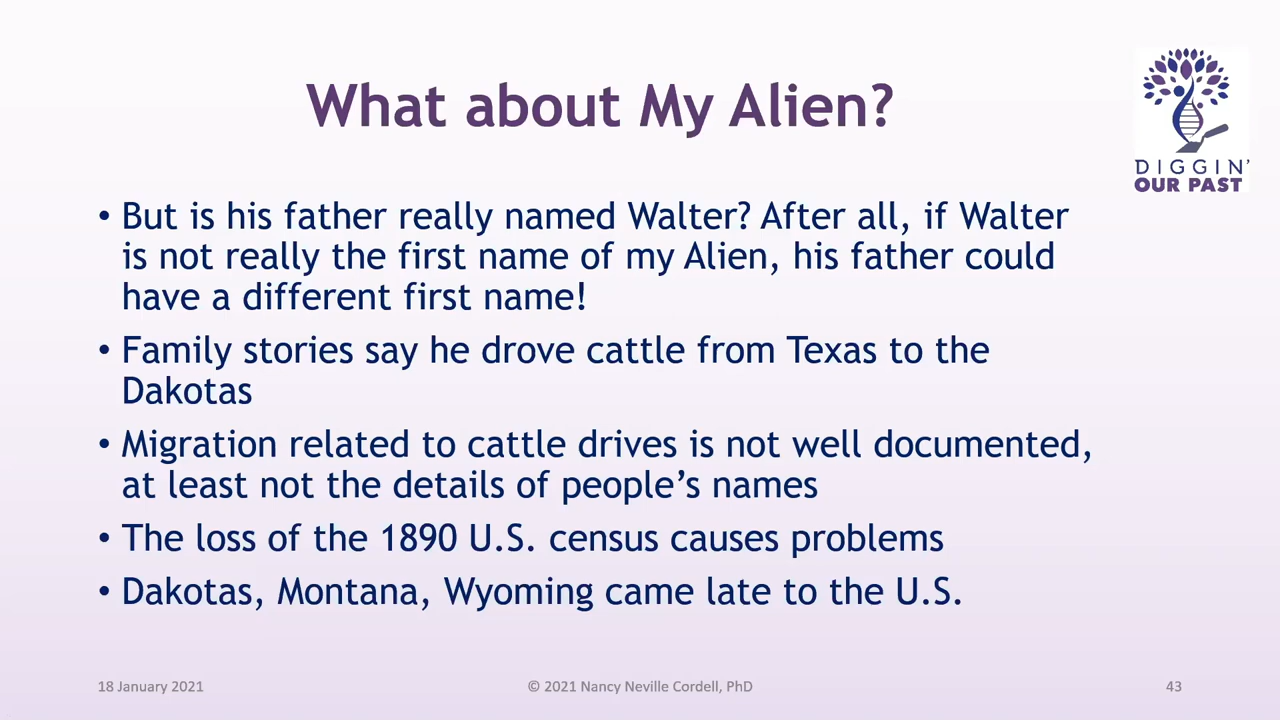 What about My Alien?
DIGGIN'
OUR PAST
• But is his father really named Walter? After all, if Walter
is not really the first name of my Alien, his father could
have a different first name!
• Family stories say he drove cattle from Texas to the
Dakotas
• Migration related to cattle drives is not well documented,
at least not the details of people’s names
• The loss of the 1890 U.S. census causes problems
• Dakotas, Montana, Wyoming came late to the U.S.
18 January 2021
© 2021 Nancy Neville Cordell, PhD
43